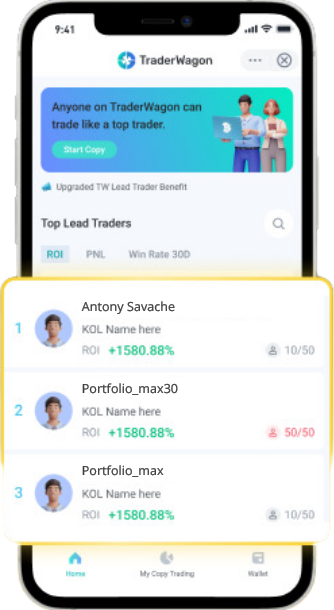 9:41
TraderWagon
Anyone on TraderWagon can
trade like a top trader.
Start Copy
Upgraded TW Lead Trader Benefit
Top Lead Traders
ROI PNL Win Rate 30D
Antony Savache
1 KOL Name here
ROI +1580.88% 10/50
Portfolio_max30
2 KOL Name here
ROI +1580.88% 50/50
Portfolio_max
3 KOL Name here
ROI +1580.88% 10/50
Home My Copy Trading Wallet